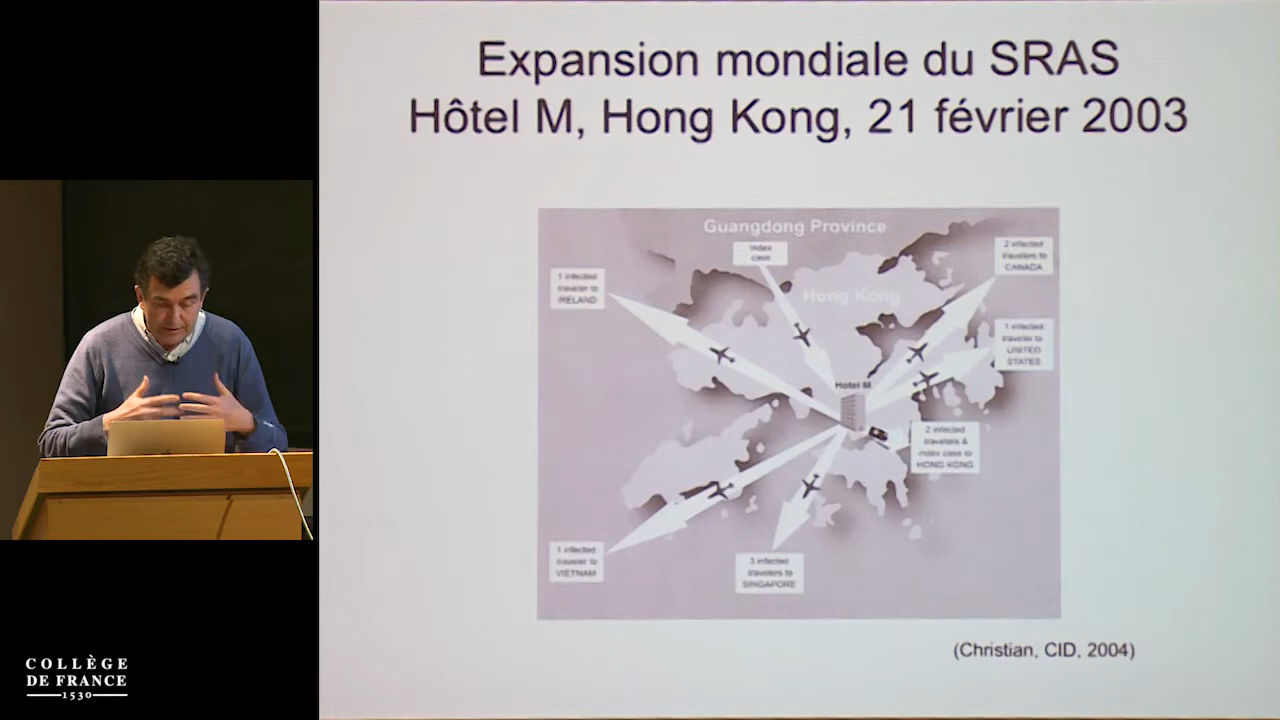 Expansion mondiale du SRAS
Hôtel M, Hong Kong, 21 février 2003
Guangdong Province
Index
case
2 infected
travelers to
CANADA
1 infected
traveler to
IRELAND
Hong Kong
1 infected
traveler to
UNITED
STATES
Hotel M
2 infected
travelers &
index case to
HONG KONG
1 infected
traveler to
VIETNAM
3 infected
travelers to
SINGAPORE
(Christian, CID, 2004)
COLLÈGE
DE FRANCE
1530